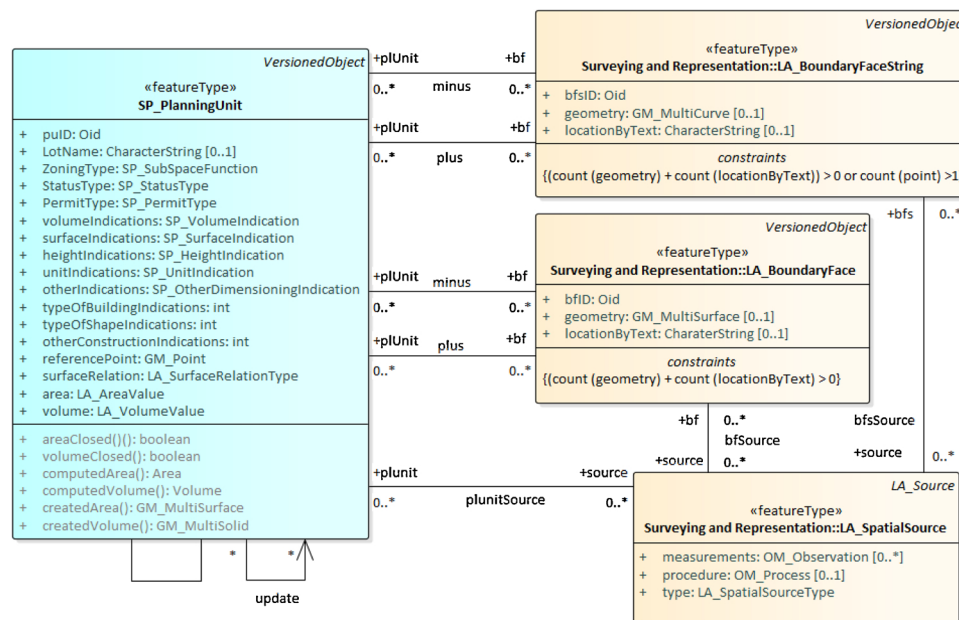 VersionedObject
«featureType»
SP_PlanningUnit
+ puID: Oid
+ LotName: CharacterString [0..1]
+ ZoningType: SP_SubSpaceFunction
+ StatusType: SP_StatusType
+ PermitType: SP_PermitType
+ volumeIndications: SP_VolumeIndication
+ surfaceIndications: SP_SurfaceIndication
+ heightIndications: SP_HeightIndication
+ unitIndications: SP_UnitIndication
+ otherIndications: SP_OtherDimensioningIndication
+ typeOfBuildingIndications: int
+ typeOfShapeIndications: int
+ otherConstructionIndications: int
+ referencePoint: GM_Point
+ surfaceRelation: LA_SurfaceRelationType
+ area: LA_AreaValue
+ volume: LA_VolumeValue
+ areaClosed()(): boolean
+ volumeClosed(): boolean
+ computedArea(): Area
+ computedVolume(): Volume
+ createdArea(): GM_MultiSurface
+ createdVolume(): GM_MultiSolid
* *
update
+plUnit +bf
minus
0..* 0..*
+plUnit +bf
0..* plus 0..*
+plUnit minus +bf
0..* 0..*
+plUnit plus +bf
0..* 0..*
+plunit +source
0..* plunitSource 0..*
VersionedObjec
«featureType»
Surveying and Representation::LA_BoundaryFaceString
+ bfsID: Oid
+ geometry: GM_MultiCurve [0..1]
+ locationByText: CharacterString [0..1]
constraints
{(count (geometry) + count (locationByText)) > 0 or count (point) >1
+bfs 0..*
VersionedObject
«featureType»
Surveying and Representation::LA_BoundaryFace
+ bfID: Oid
+ geometry: GM_MultiSurface [0..1]
+ locationByText: CharaterString [0..1]
constraints
{(count (geometry) + count (locationByText) > 0}
+bf 0..* bfsSource
bfSource
+source 0..* +source 0..*
LA_Source
«featureType»
Surveying and Representation::LA_SpatialSource
+ measurements: OM_Observation [0..*]
+ procedure: OM_Process [0..1]
+ type: LA_SpatialSourceType